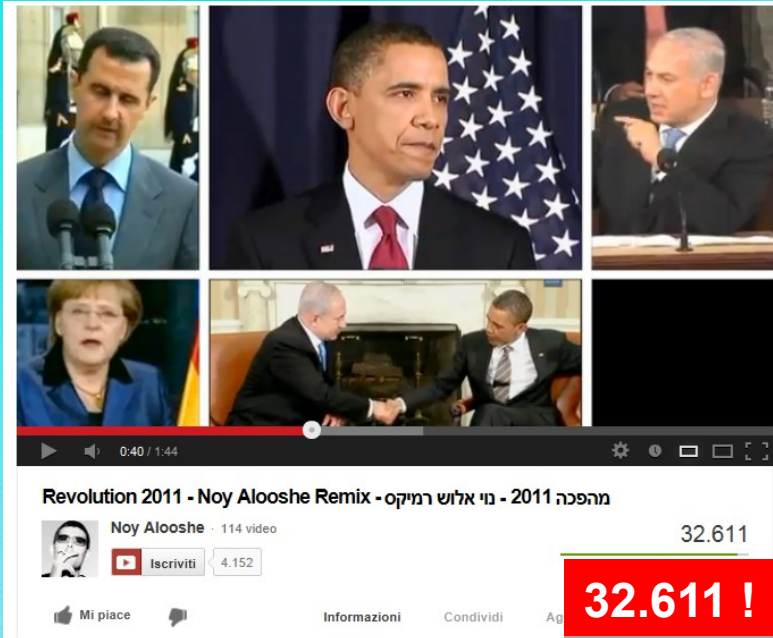 0:40 / 1:44
Revolution 2011 - Noy Alooshe Remix - מהפכה 2011 - נוי אלוש רמיקס
Noy Alooshe · 114 video
32.611
Iscriviti 4.152
32.611 !
Mi piace
Informazioni Condividi